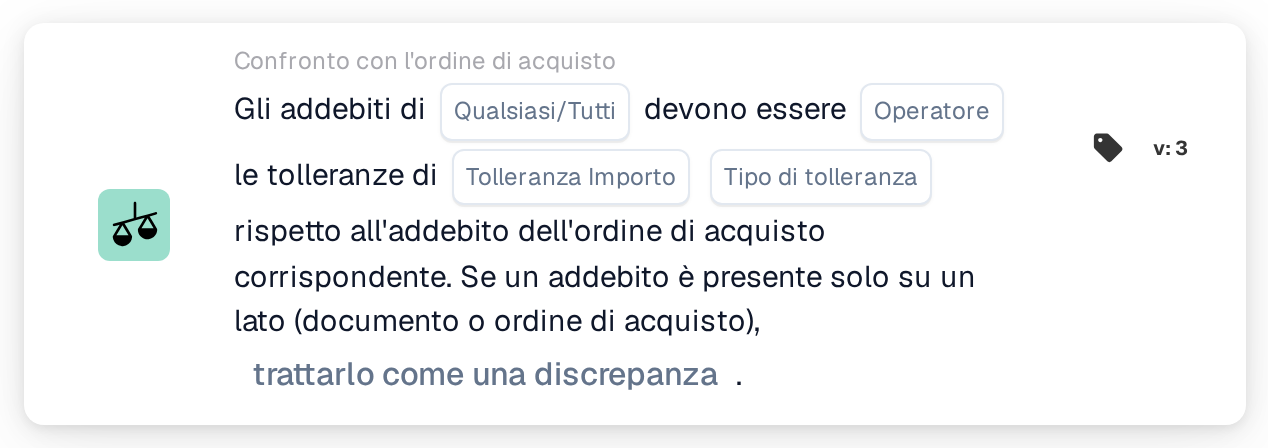 Confronto con l'ordine di acquisto
Gli addebiti di Qualsiasi/Tutti devono essere Operatore
le tolleranze di Tolleranza Importo Tipo di tolleranza
v: 3
rispetto all'addebito dell'ordine di acquisto
corrispondente. Se un addebito è presente solo su un
lato (documento o ordine di acquisto),
trattarlo come una discrepanza .